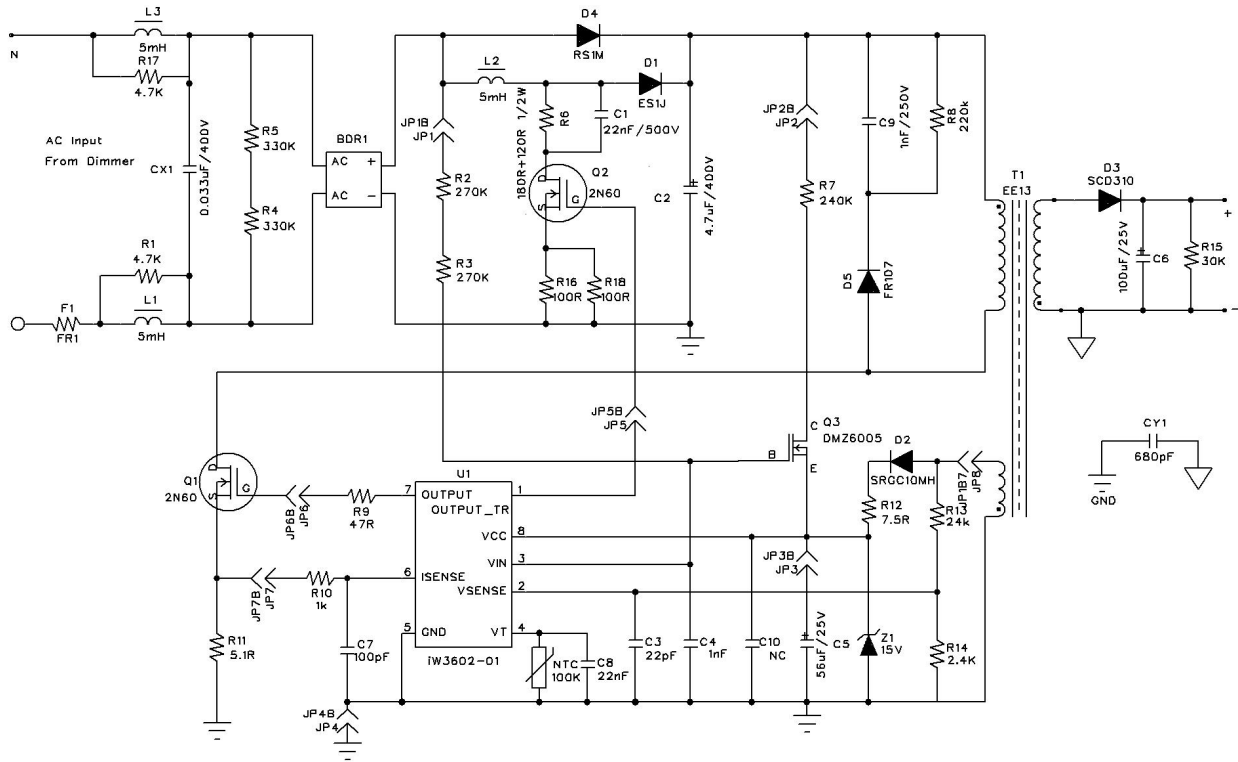 L3
5mH
N
R17
4.7K
AC Input
From Dimmer
CX1
0.033uF/400V
R5
330K
R4
330K
R1
4.7K
F1
FR1
L1
5mH
BDR1
AC +
AC -
D4
RS1M
L2
5mH
D1
ES1J
JP1B
JP1
R2
270K
R3
270K
180R+120R 1/2W
R6
C1
22nF/500V
Q2
2N60
D
G
S
R16
100R
R18
100R
C2
4.7uF/400V
JP2B
JP2
R7
240K
C9
1nF/250V
R8
220k
D5
FR107
T1
EE13
D3
SCD310
+
100uF/25V
C6
R15
30K
-
JP5B
JP5
Q3
DMZ6005
C
B
E
D2
SRGC10MH
JP1B7
JP8
CY1
680pF
GND
Q1
2N60
D
G
S
JP6B
JP6
R9
47R
U1
7 OUTPUT
OUTPUT_TR 1
VCC 8
VIN 3
6 ISENSE
VSENSE 2
5 GND
VT 4
iW3602-01
R12
7.5R
R13
24k
JP7B
JP7
R10
1k
R11
5.1R
C7
100pF
JP4B
JP4
NTC
100K
C8
22nF
C3
22pF
C4
1nF
C10
NC
JP3B
JP3
56uF/25V
C5
Z1
15V
R14
2.4K